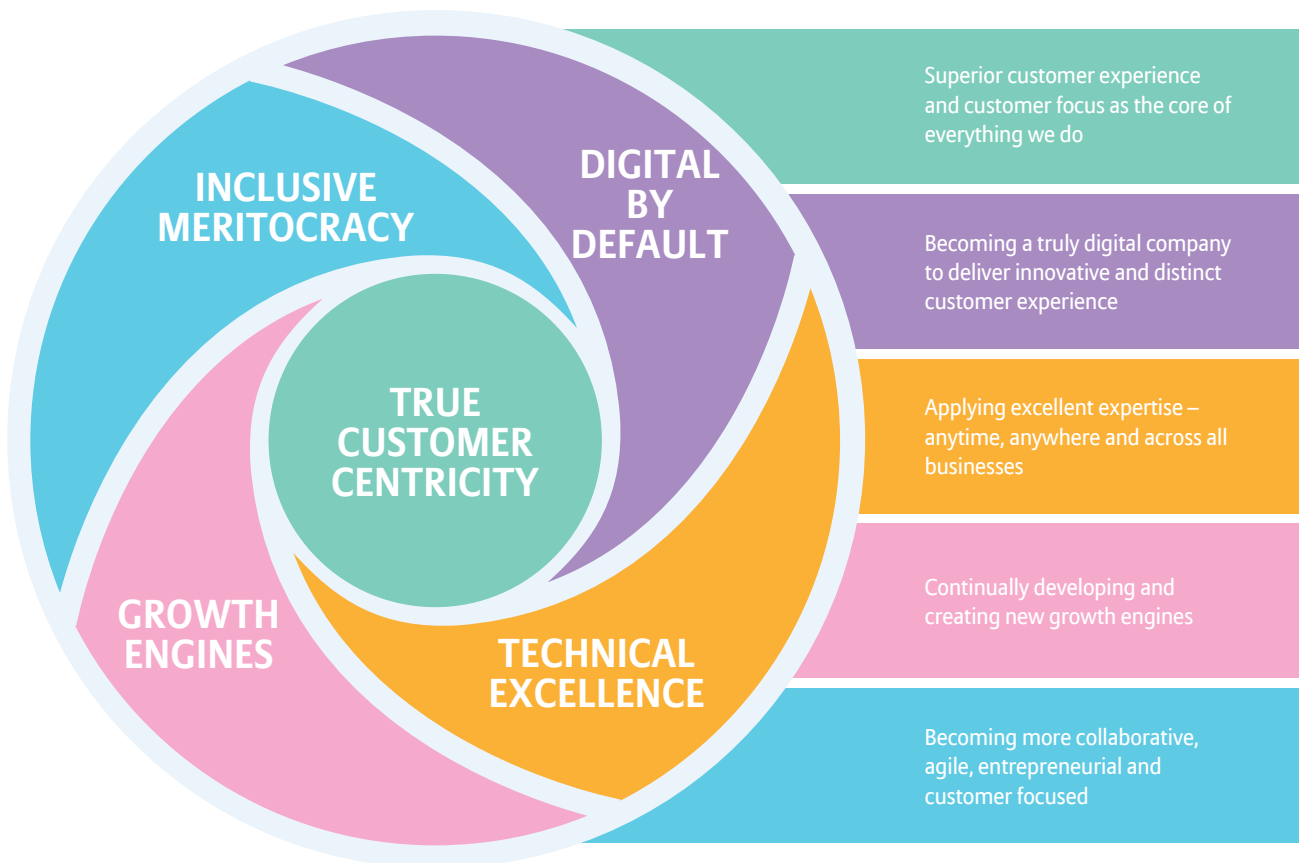 INCLUSIVE
MERITOCRACY
DIGITAL
BY
DEFAULT
TRUE
CUSTOMER
CENTRICITY
GROWTH
ENGINES
TECHNICAL
EXCELLENCE
Superior customer experience
and customer focus as the core of
everything we do
Becoming a truly digital company
to deliver innovative and distinct
customer experience
Applying excellent expertise –
anytime, anywhere and across all
businesses
Continually developing and
creating new growth engines
Becoming more collaborative,
agile, entrepreneurial and
customer focused